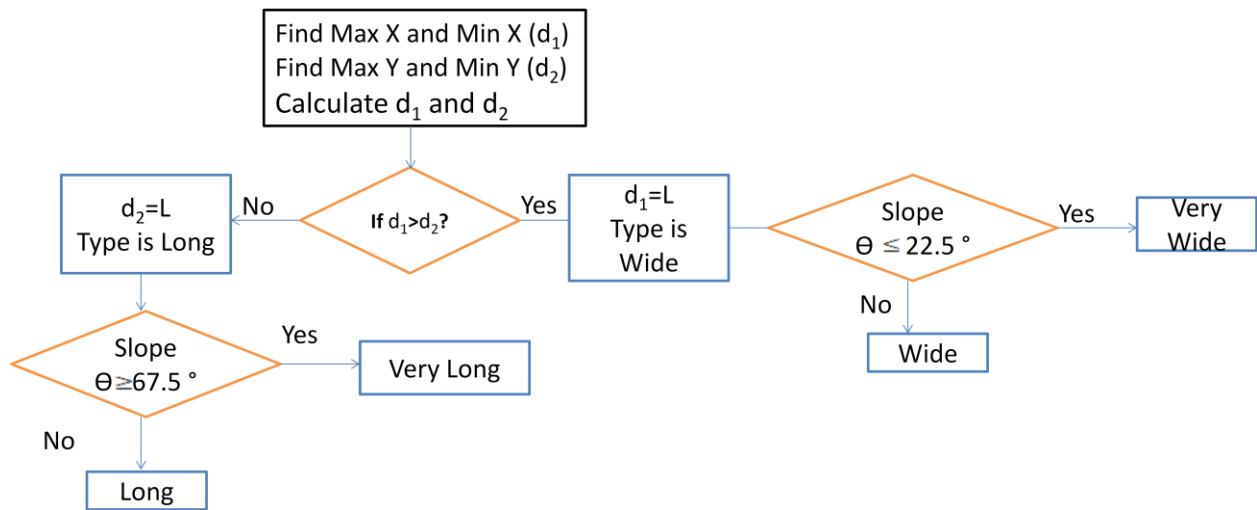 Find Max X and Min X (d₁)
Find Max Y and Min Y (d₂)
Calculate d₁ and d₂
If d₁>d₂?
No
d₂=L
Type is Long
Slope
Ө ≥67.5 °
Yes
Very Long
No
Long
Yes
d₁=L
Type is
Wide
Slope
Ө ≤ 22.5 °
Yes
Very
Wide
No
Wide